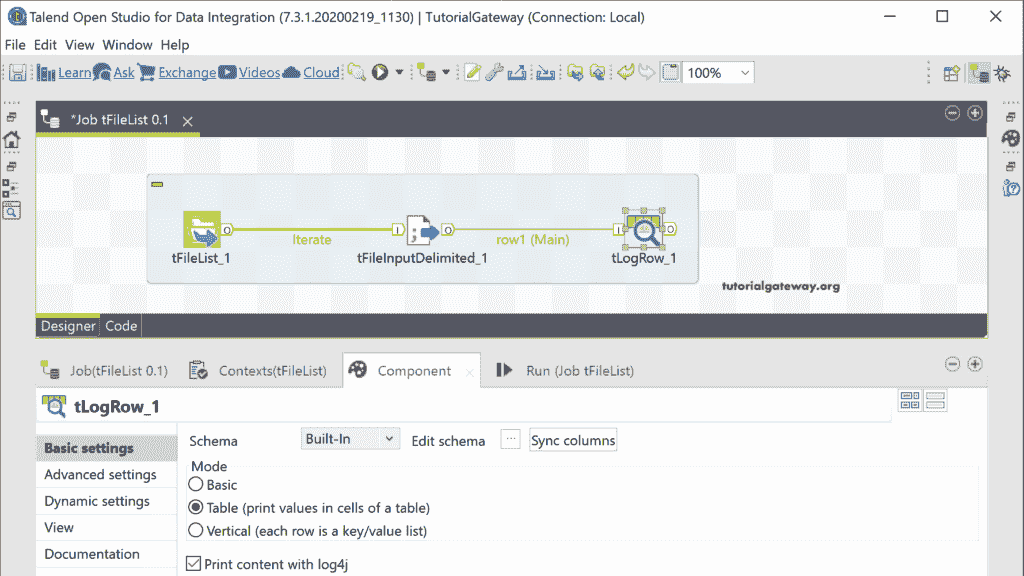 Talend Open Studio for Data Integration (7.3.1.20200219_1130) | TutorialGateway (Connection: Local)
File Edit View Window Help
Learn Ask Exchange Videos Cloud 100%
*Job tFileList 0.1
Iterate row1 (Main)
tFileList_1 tFileInputDelimited_1 tLogRow_1
tutorialgateway.org
Designer Code
Job(tFileList 0.1) Contexts(tFileList) Component Run (Job tFileList)
tLogRow_1
Basic settings
Advanced settings
Dynamic settings
View
Documentation
Schema Built-In Edit schema ... Sync columns
Mode
Basic
Table (print values in cells of a table)
Vertical (each row is a key/value list)
Print content with log4j